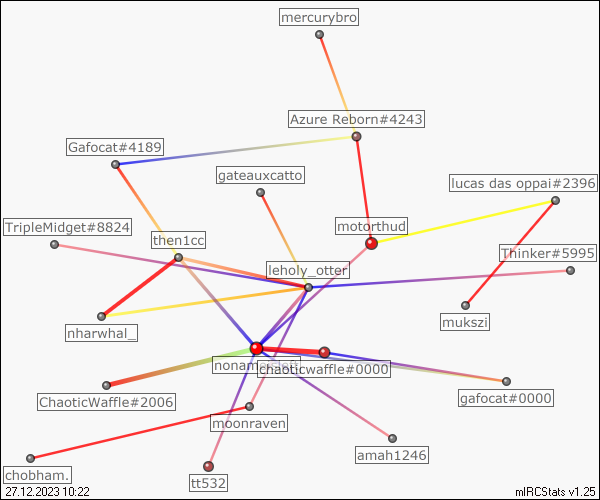 mercurybro
Azure Reborn#4243
Gafocat#4189
gateauxcatto
lucas das oppai#2396
TripleMidget#8824
motorthud
then1cc
Thinker#5995
leholy_otter
nharwhal_
mukszi
chaoticwaffle#0000
ChaoticWaffle#2006
gafocat#0000
moonraven
amah1246
chobham.
tt532
27.12.2023 10:22
mIRCStats v1.25